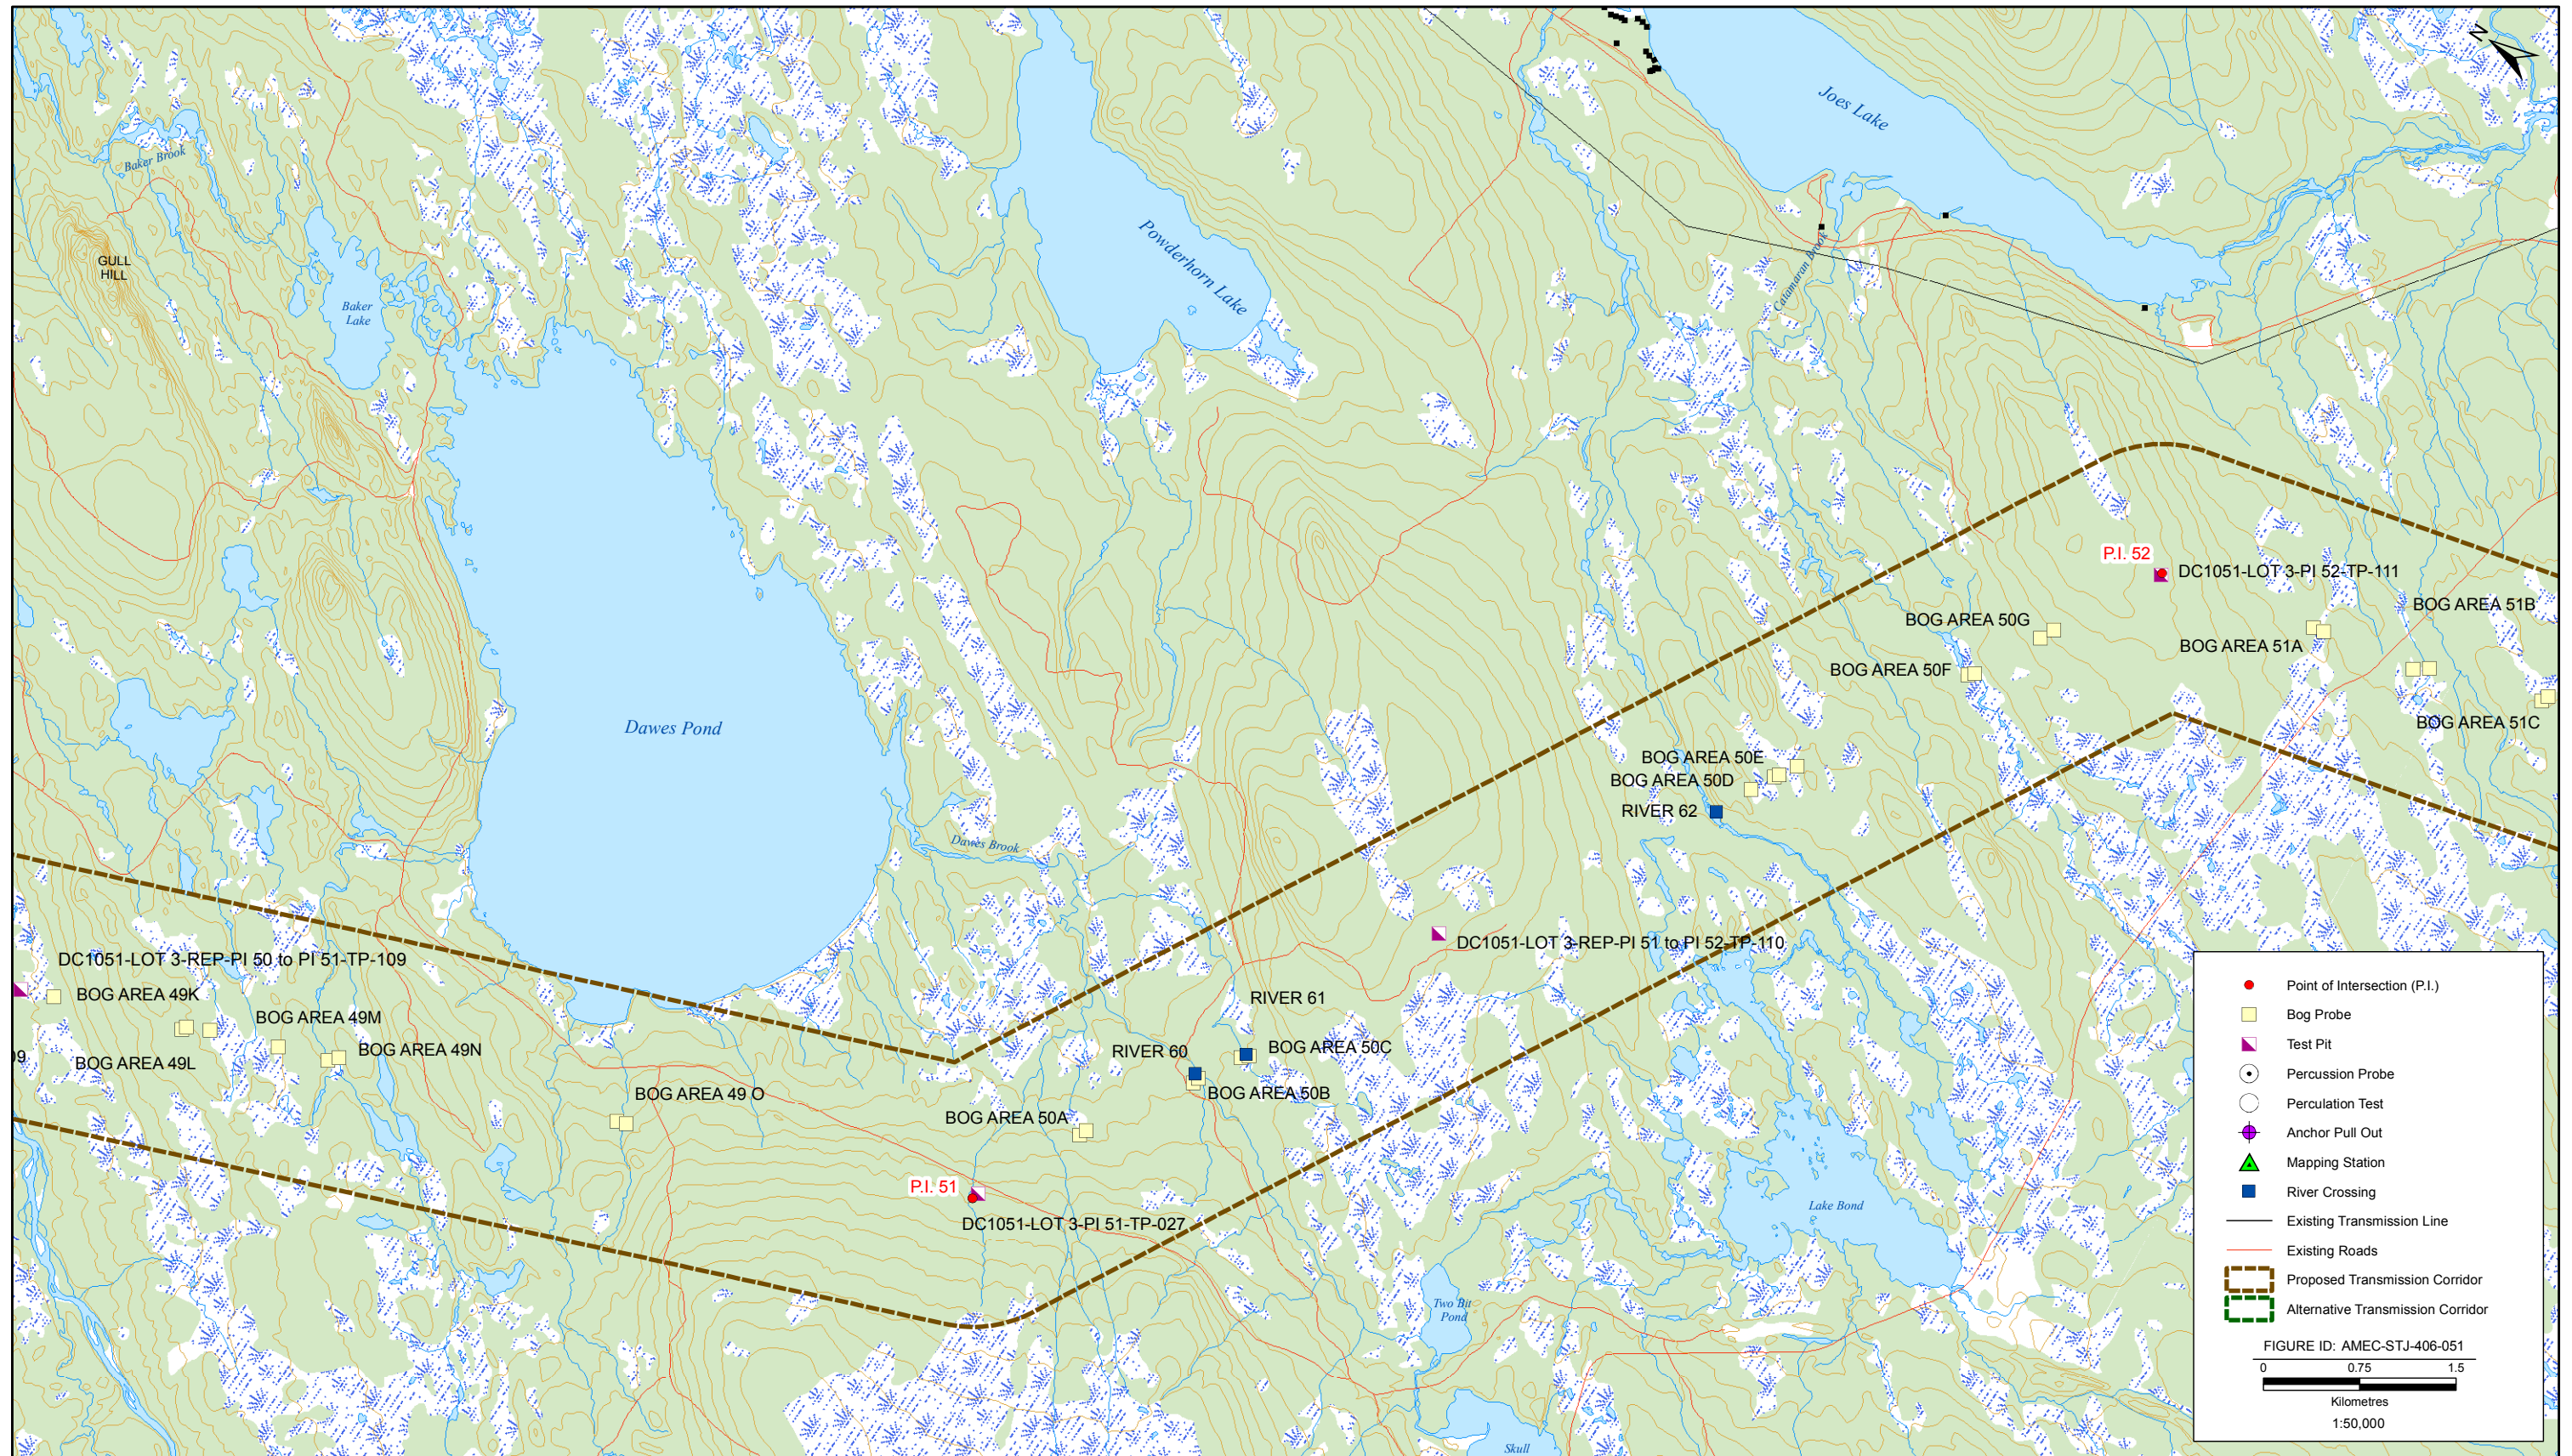 N
Joes Lake
Baker Brook
Powderhorn Lake
GULL
HILL
Catamaran Brook
Baker
Lake
P.I. 52
DC1051-LOT 3-PI 52-TP-111
BOG AREA 51B
BOG AREA 50G
BOG AREA 51A
BOG AREA 50F
BOG AREA 51C
Dawes Pond
BOG AREA 50E
BOG AREA 50D
RIVER 62
Dawes Brook
DC1051-LOT 3-REP-PI 51 to PI 52-TP-110
DC1051-LOT 3-REP-PI 50 to PI 51-TP-109
BOG AREA 49K
RIVER 61
BOG AREA 49M
BOG AREA 50C
BOG AREA 49N
RIVER 60
09
BOG AREA 49L
BOG AREA 50B
BOG AREA 49 O
BOG AREA 50A
P.I. 51
DC1051-LOT 3-PI 51-TP-027
Lake Bond
Two Bit
Pond
Skull
Point of Intersection (P.I.)
Bog Probe
Test Pit
Percussion Probe
Perculation Test
Anchor Pull Out
Mapping Station
River Crossing
Existing Transmission Line
Existing Roads
Proposed Transmission Corridor
Alternative Transmission Corridor
FIGURE ID: AMEC-STJ-406-051
0 0.75 1.5
Kilometres
1:50,000